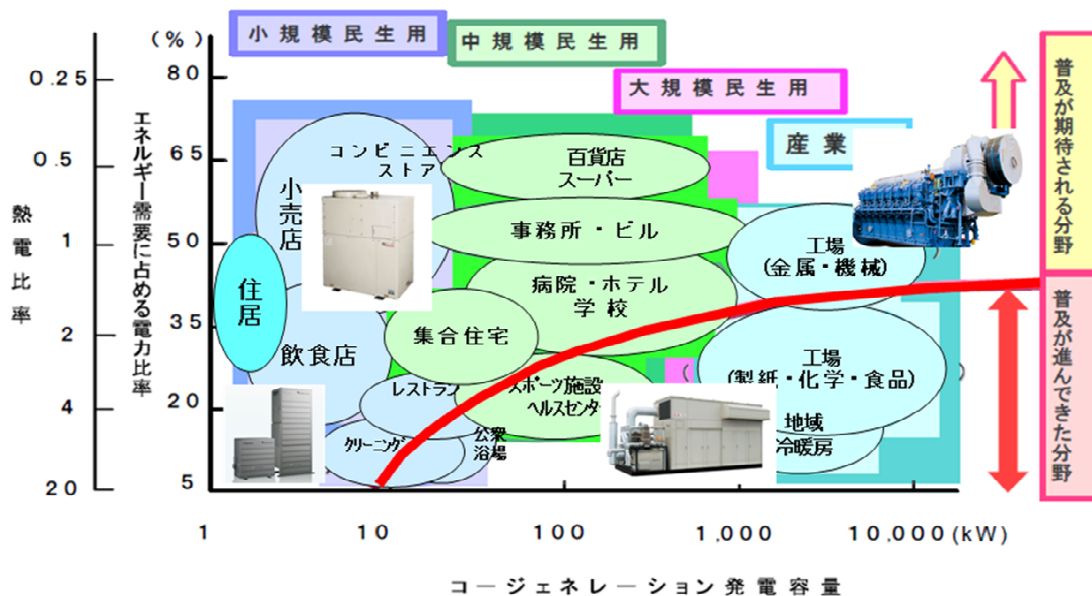 小規模民生用
中規模民生用
大規模民生用
産業
(%)
80
65
50
35
20
5
0.25
0.5
1
2
4
20
熱電比率
エネルギー需要に占める電力比率
コンビニエンス
ストア
小売店
住居
飲食店
集合住宅
レストラン
クリーニング
公衆
浴場
百貨店
スーパー
事務所・ビル
病院・ホテル
学校
スポーツ施設
ヘルスセンター
工場
(金属・機械)
工場
(製紙・化学・食品)
地域
冷暖房
普及が期待される分野
普及が進んできた分野
1
10
100
1,000
10,000
(kW)
コージェネレーション発電容量